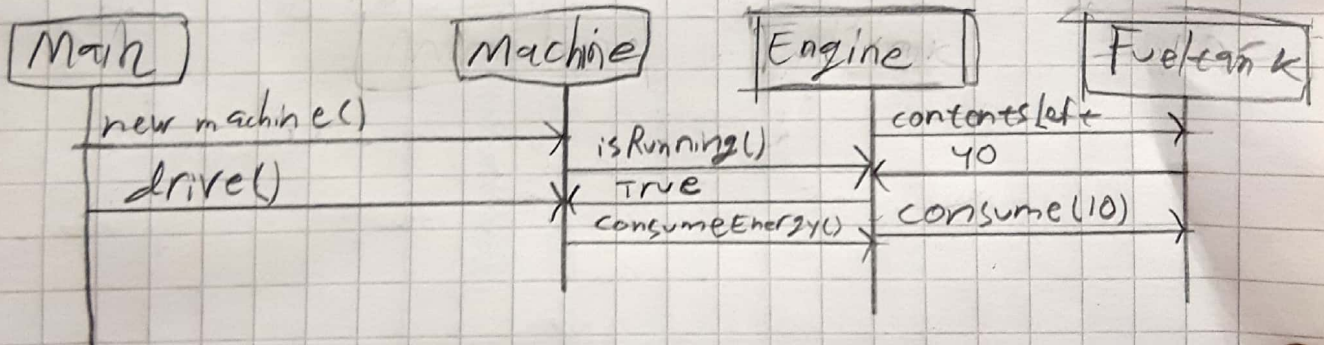 Main
Machine
Engine
Fueltank
new machine()
contentsLeft
isRunning()
40
drive()
True
consume(10)
consumeEnergy()